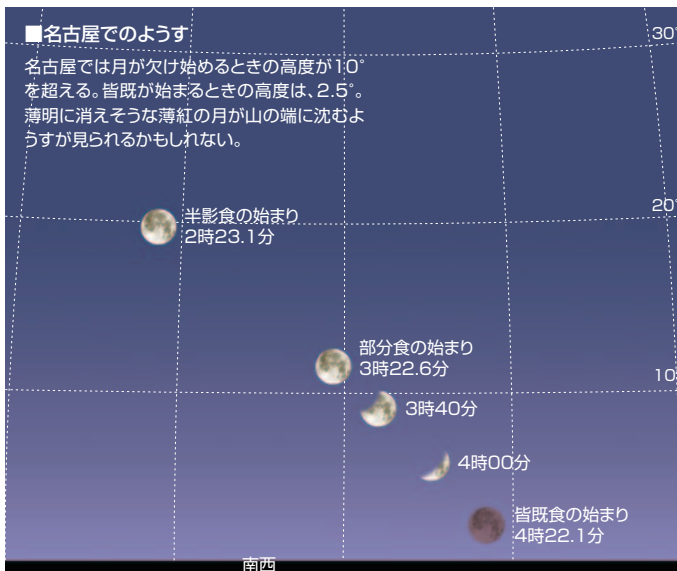 ■名古屋でのようす
30°
名古屋では月が欠け始めるときの高度が10°
を超える。皆既が始まるときの高度は、2.5°。
薄明に消えそうな薄紅の月が山の端に沈むよ
うすが見られるかもしれない。
20°
半影食の始まり
2時23.1分
部分食の始まり
3時22.6分
10
3時40分
4時00分
皆既食の始まり
4時22.1分
南西